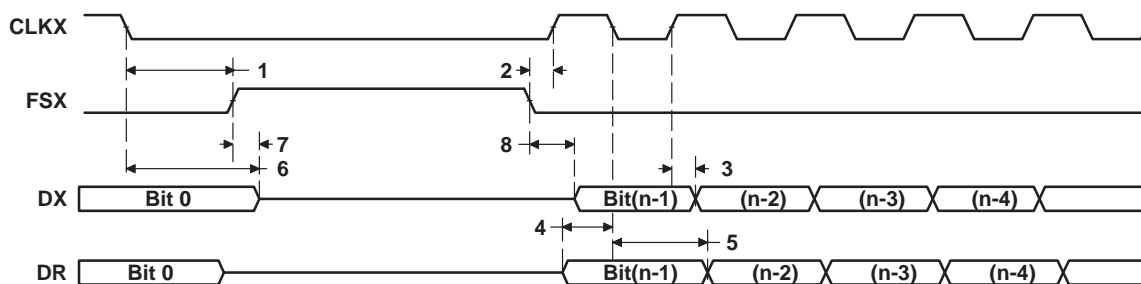 CLKX
1 2
FSX
7 8
6
3
DX Bit 0 Bit(n-1) (n-2) (n-3) (n-4)
4 5
DR Bit 0 Bit(n-1) (n-2) (n-3) (n-4)